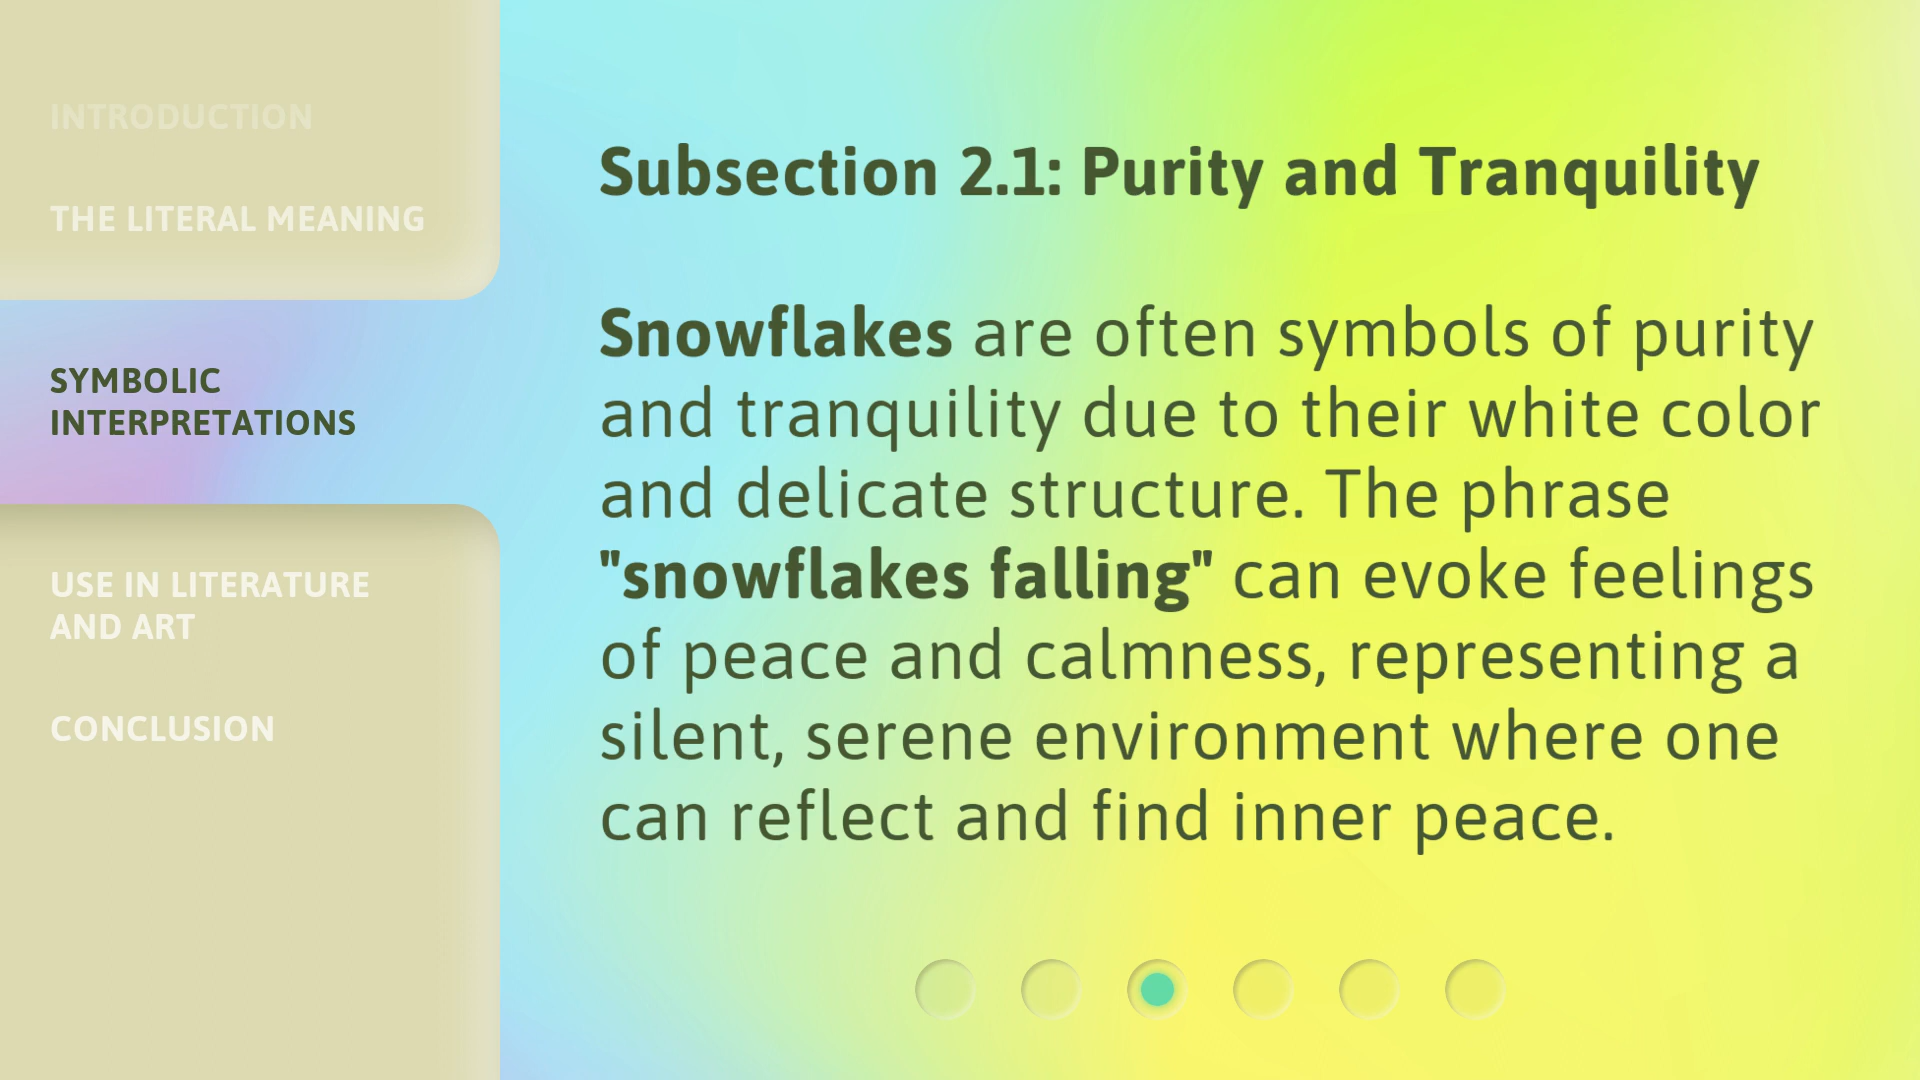 INTRODUCTION
THE LITERAL MEANING
SYMBOLIC
INTERPRETATIONS
USE IN LITERATURE
AND ART
CONCLUSION
Subsection 2.1: Purity and Tranquility
Snowflakes are often symbols of purity
and tranquility due to their white color
and delicate structure. The phrase
"snowflakes falling" can evoke feelings
of peace and calmness, representing a
silent, serene environment where one
can reflect and find inner peace.